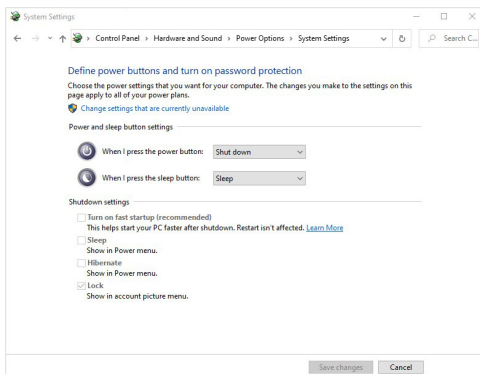 System Settings
Control Panel > Hardware and Sound > Power Options > System Settings
Search C...
Define power buttons and turn on password protection
Choose the power settings that you want for your computer. The changes you make to the settings on this
page apply to all of your power plans.
Change settings that are currently unavailable
Power and sleep button settings
When I press the power button: Shut down
When I press the sleep button: Sleep
Shutdown settings
Turn on fast startup (recommended)
This helps start your PC faster after shutdown. Restart isn't affected. Learn More
Sleep
Show in Power menu.
Hibernate
Show in Power menu.
Lock
Show in account picture menu.
Save changes Cancel